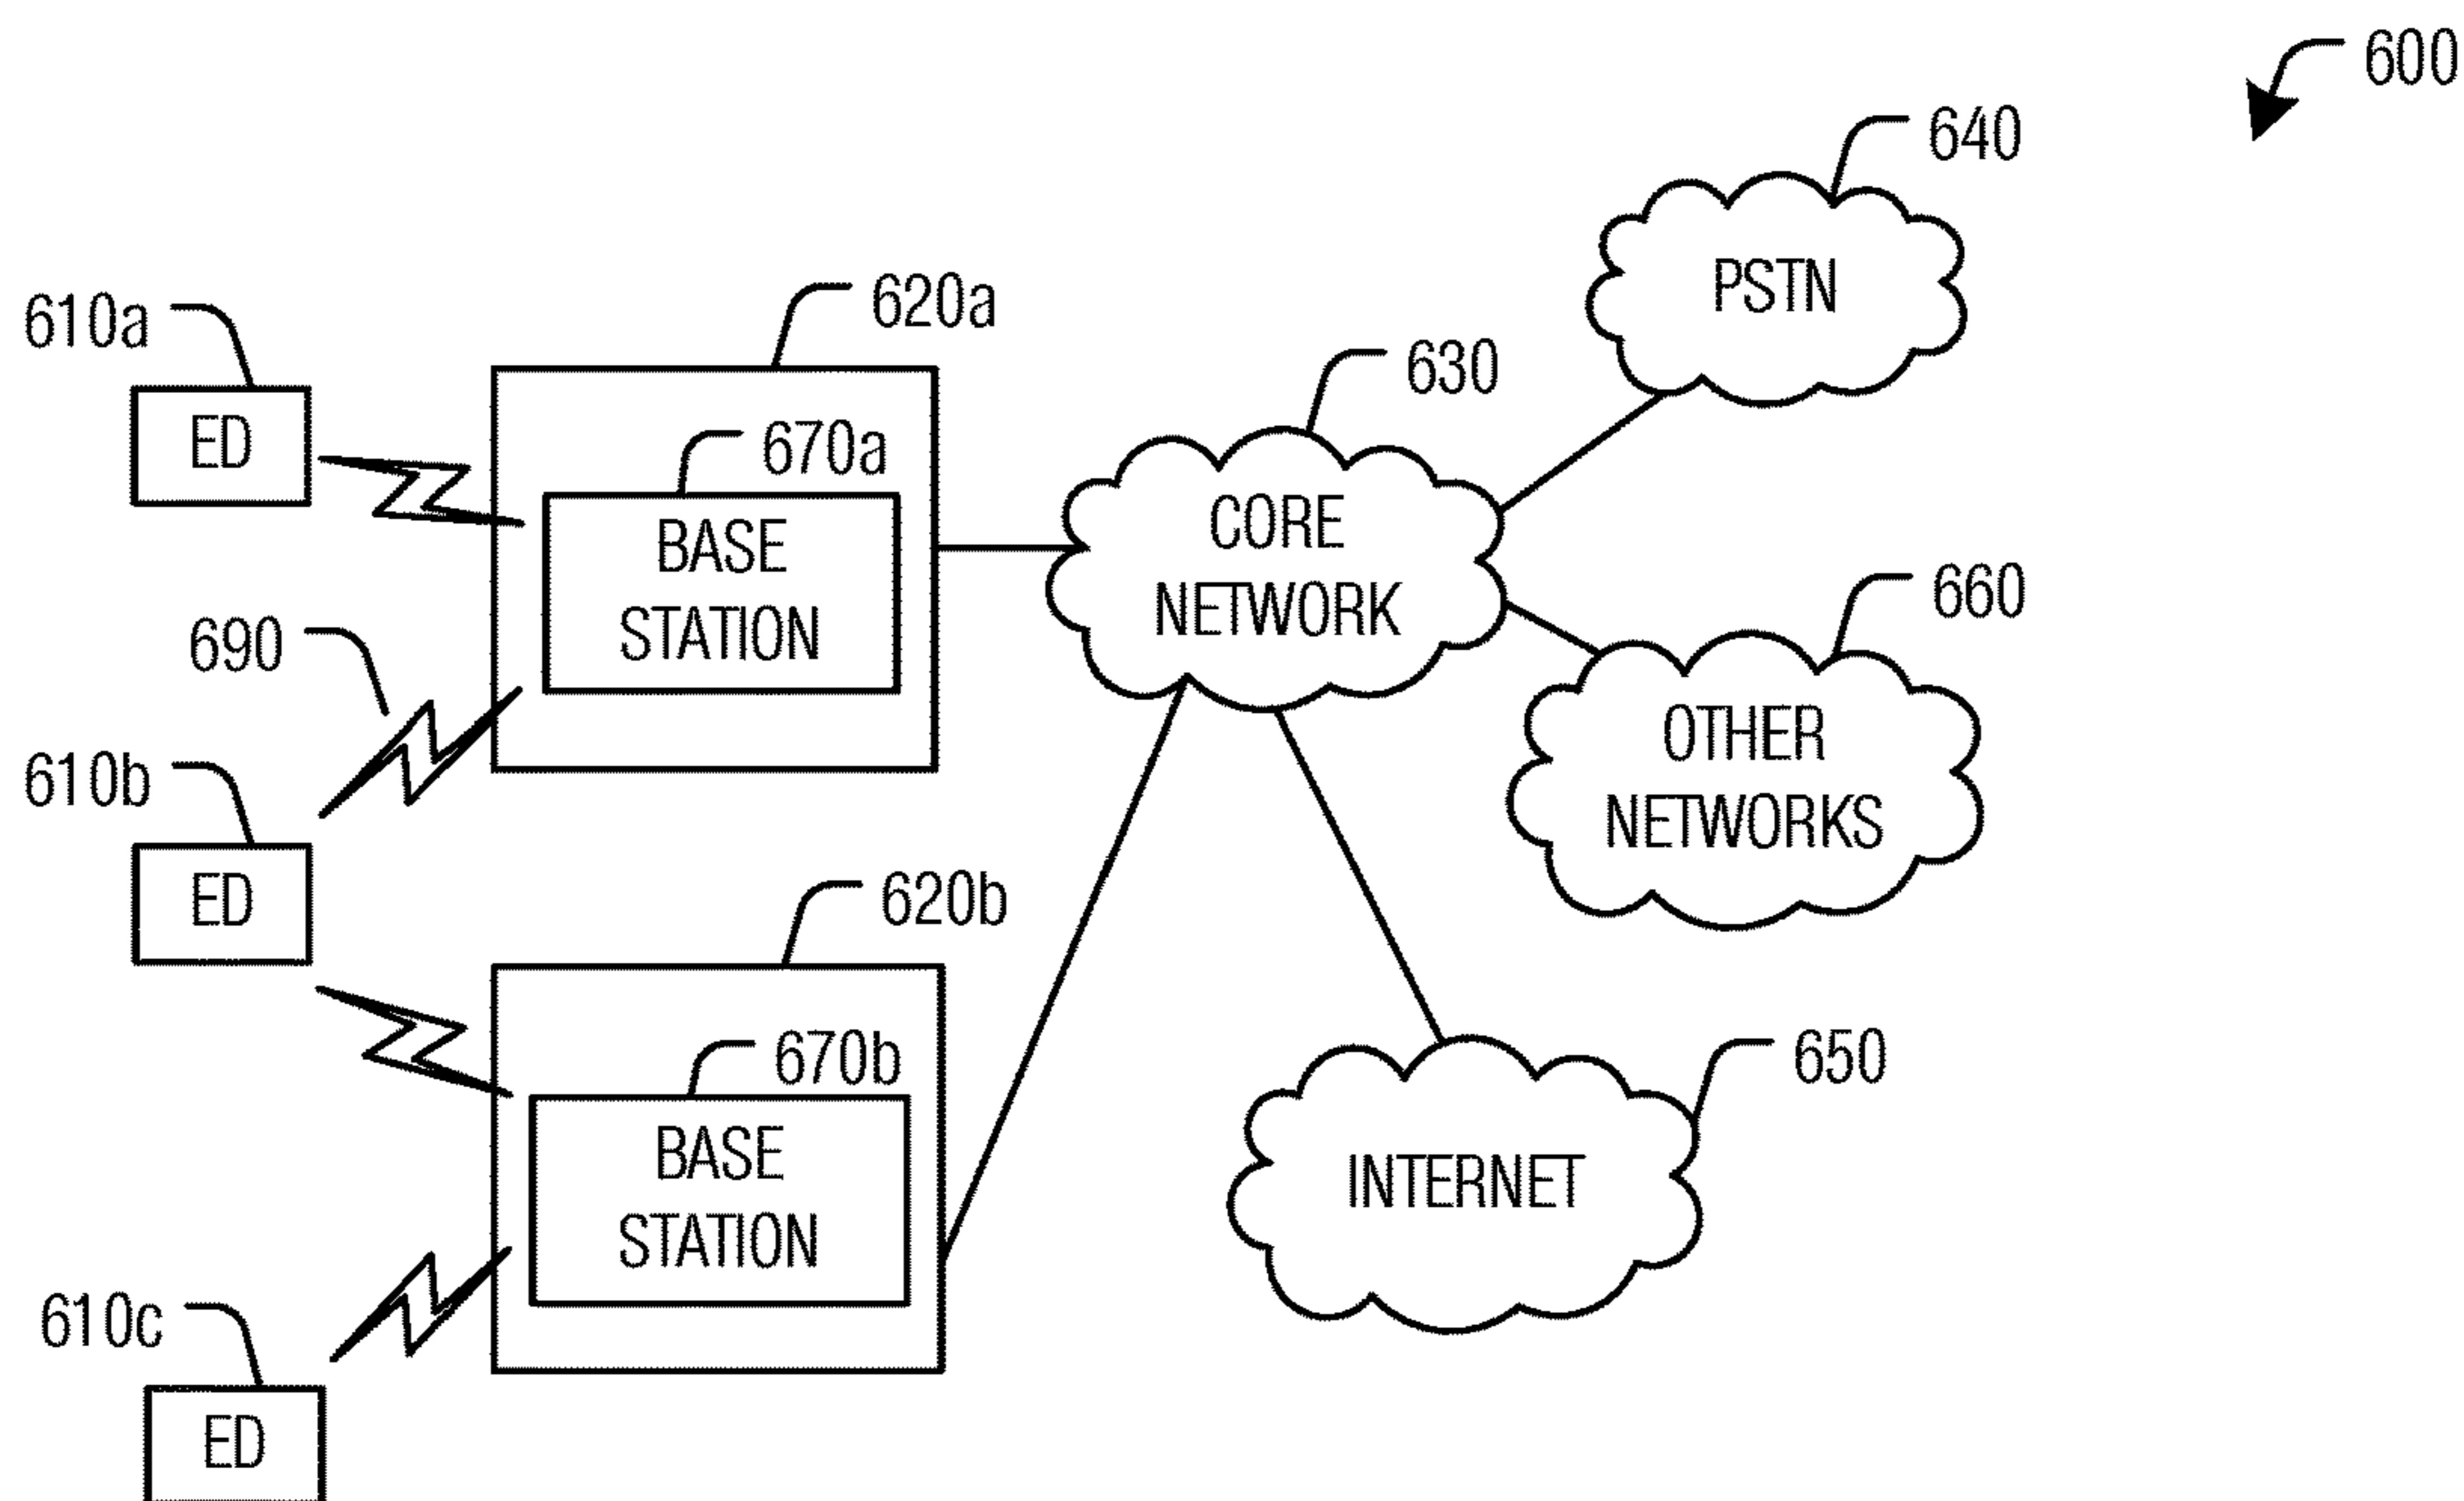 600
640
PSTN
620a
610a
630
ED
670a
CORE
NETWORK
BASE
STATION
660
690
OTHER
NETWORKS
610b
ED
620b
670b
650
BASE
STATION
INTERNET
610c
ED